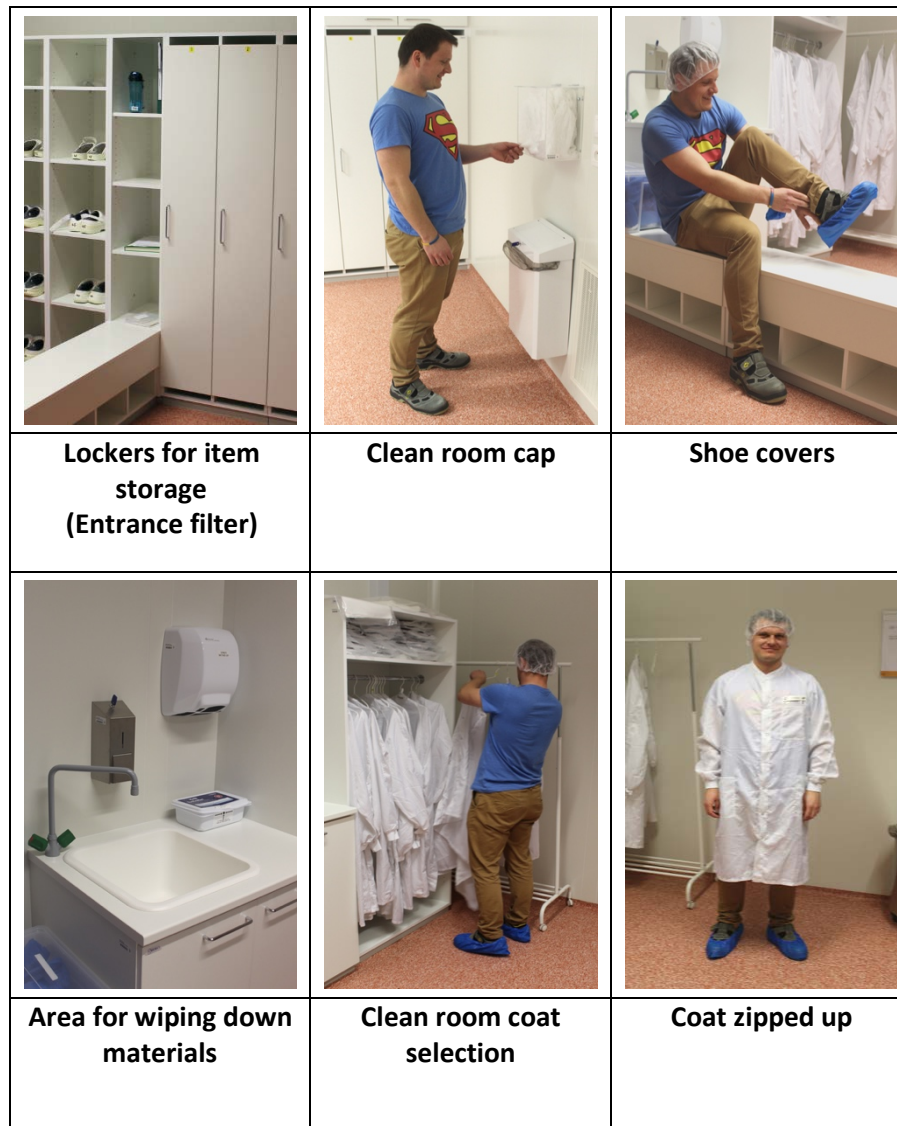 Lockers for item
storage
(Entrance filter)
Clean room cap
Shoe covers
Area for wiping down
materials
Clean room coat
selection
Coat zipped up